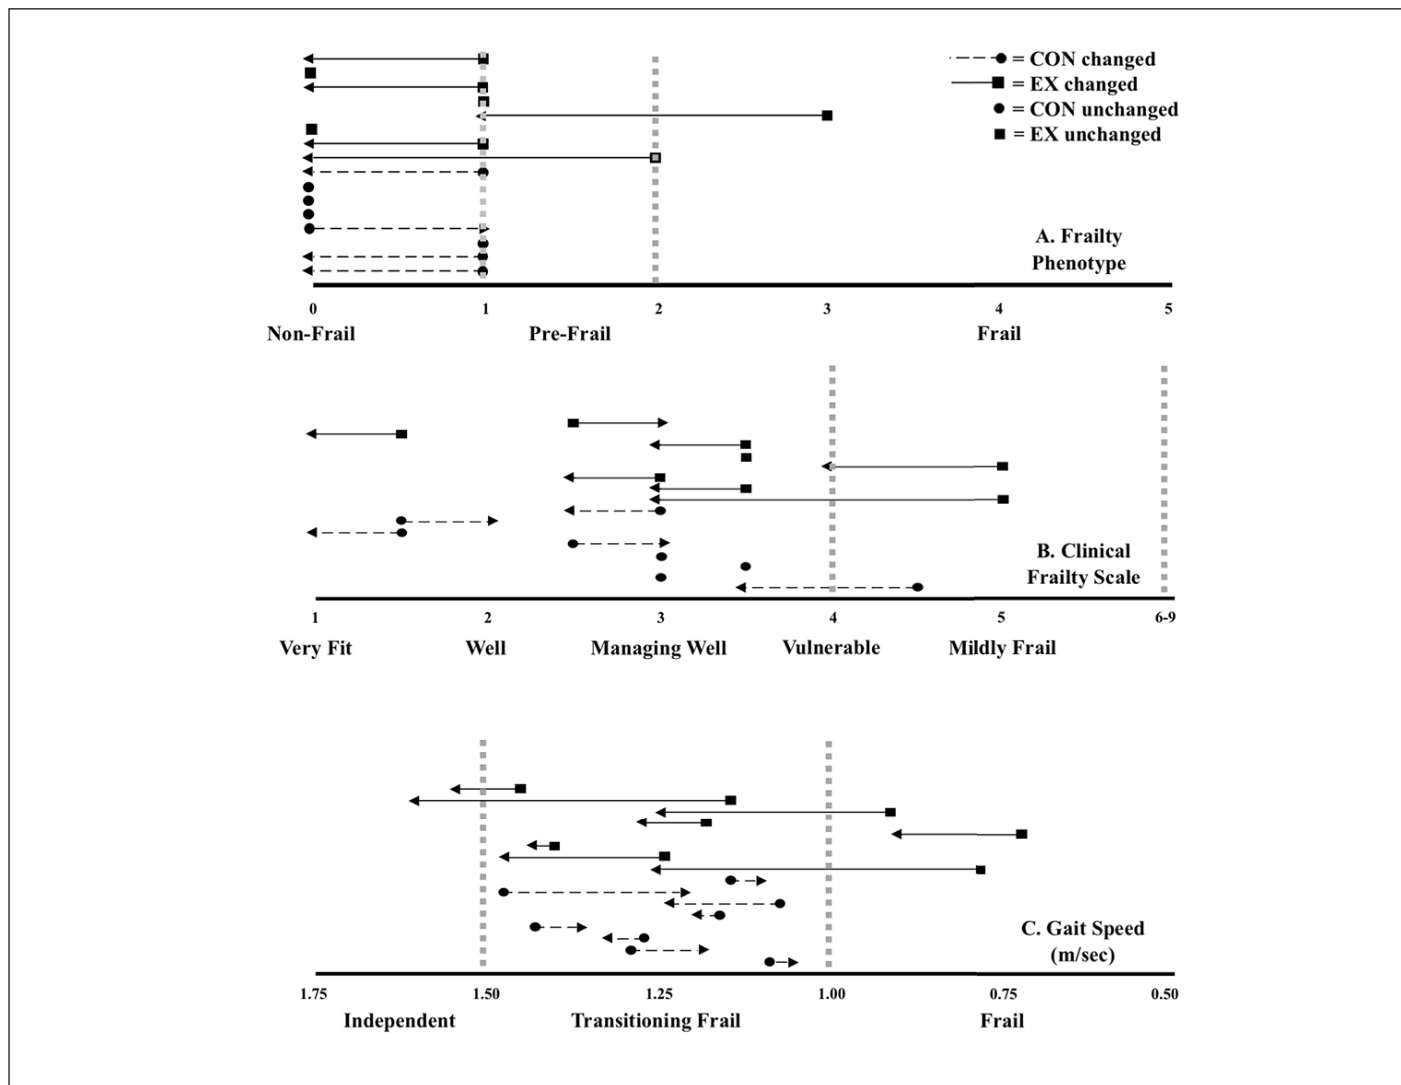 = CON changed
= EX changed
= CON unchanged
= EX unchanged
A. Frailty
Phenotype
0 1 2 3 4 5
Non-Frail Pre-Frail Frail
B. Clinical
Frailty Scale
1 2 3 4 5 6-9
Very Fit Well Managing Well Vulnerable Mildly Frail
C. Gait Speed
(m/sec)
1.75 1.50 1.25 1.00 0.75 0.50
Independent Transitioning Frail Frail